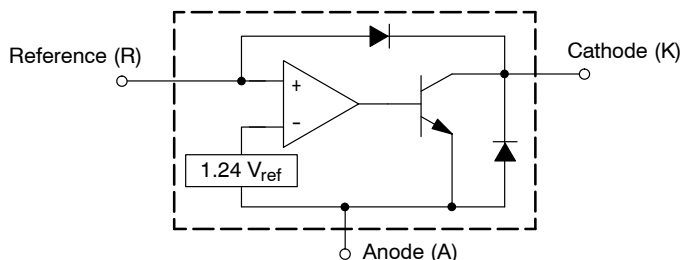 Reference (R)
Cathode (K)
+
−
1.24 Vref
Anode (A)